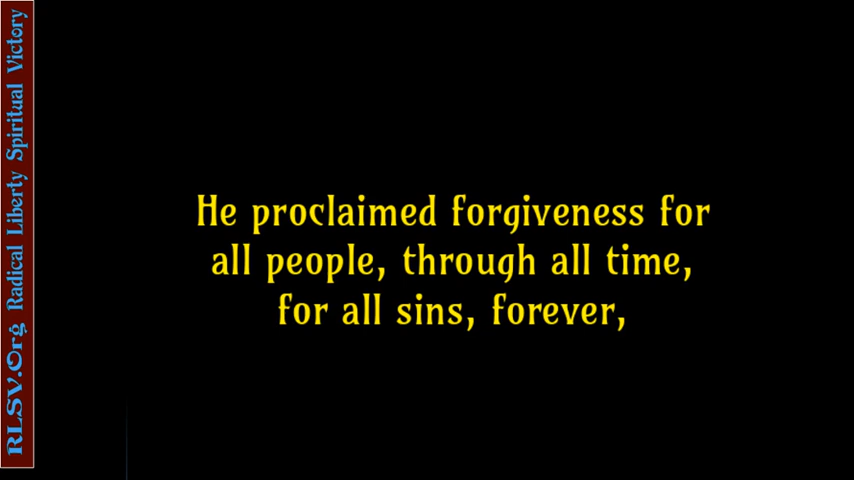 RLSV.Org Radical Liberty Spiritual Victory
He proclaimed forgiveness for
all people, through all time,
for all sins, forever,